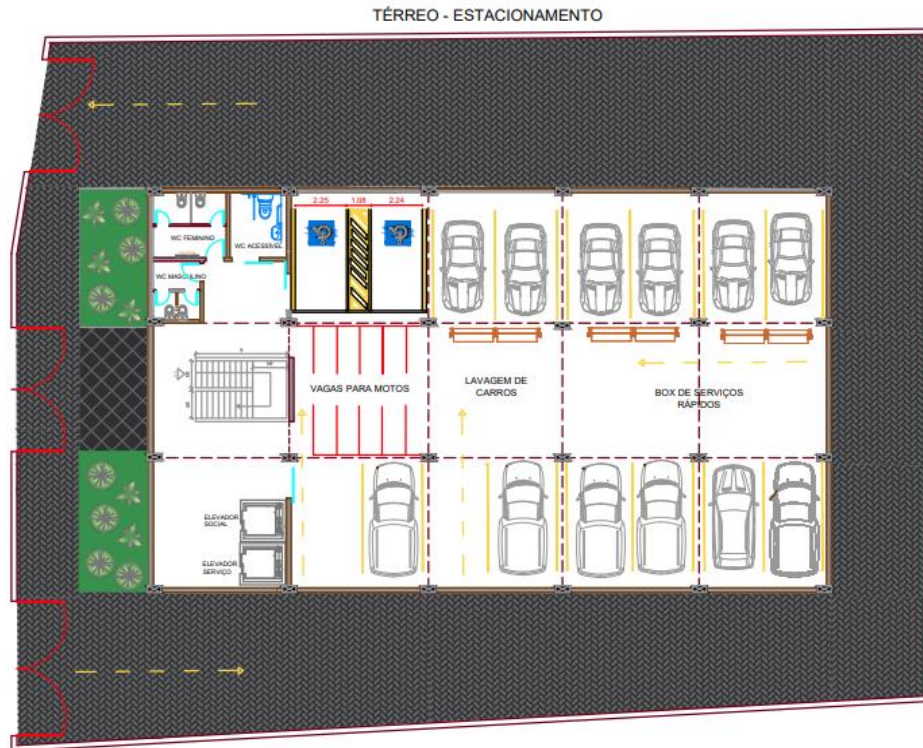 TÉRREO - ESTACIONAMENTO
2,25
1,08
2,24
WC FEMININO
WC ACESSÍVEL
WC MASCULINO
VAGAS PARA MOTOS
LAVAGEM DE
CARROS
BOX DE SERVIÇOS
RÁPIDOS
ELEVADOR
SOCIAL
ELEVADOR
SERVIÇO